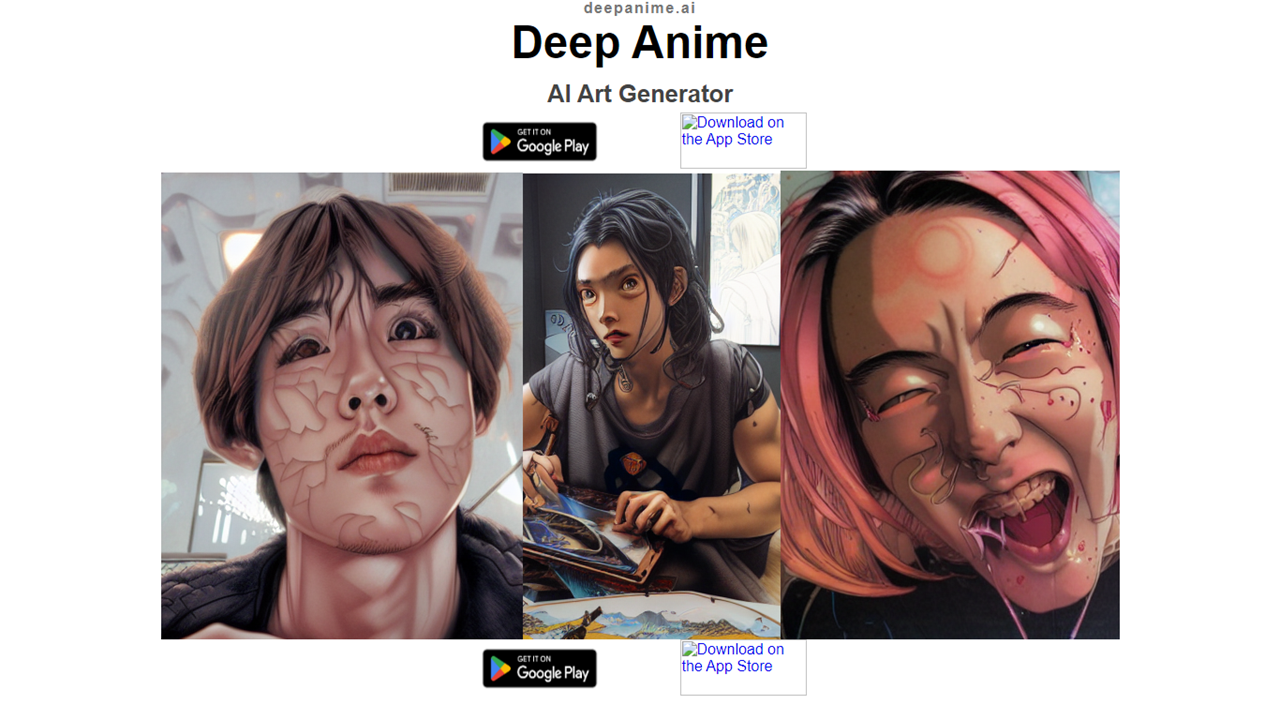 deepanime.ai
Deep Anime
AI Art Generator
GET IT ON
Google Play
Download on
the App Store
GET IT ON
Google Play
Download on
the App Store